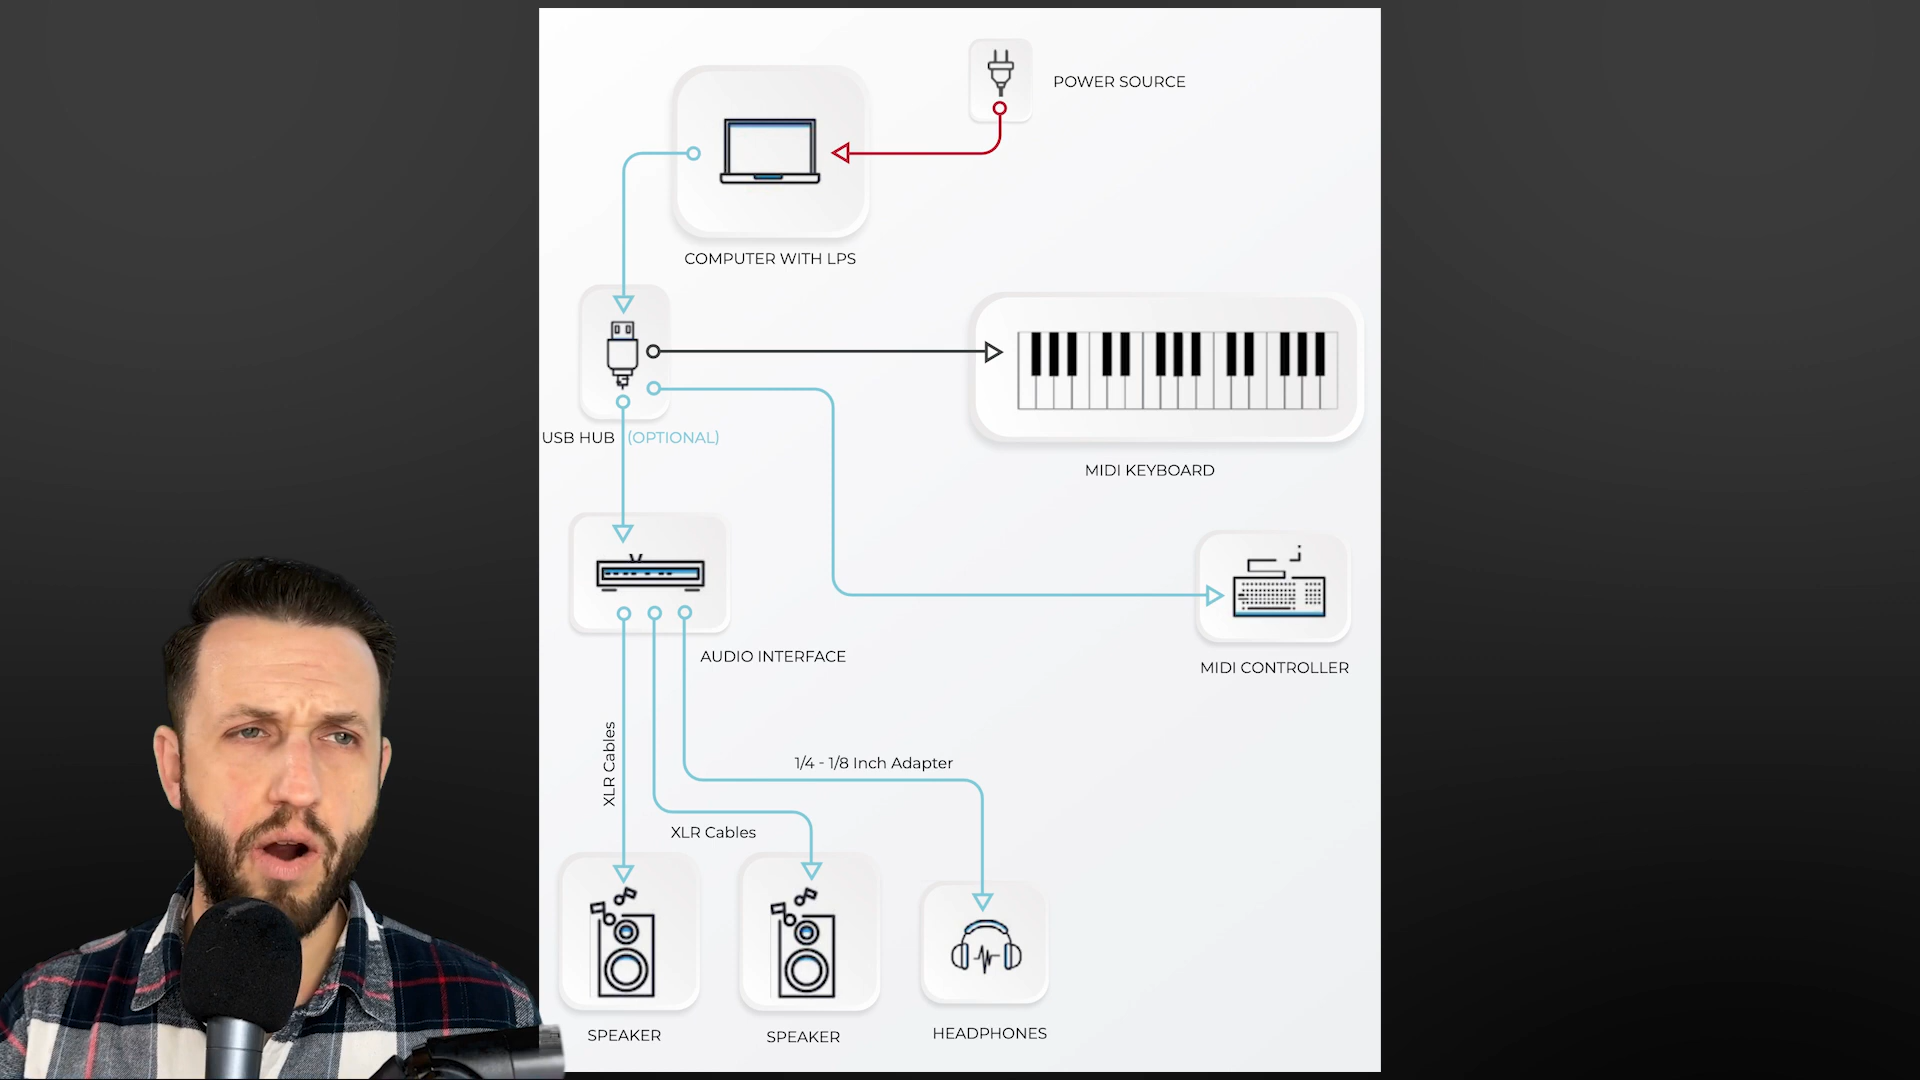 POWER SOURCE
COMPUTER WITH LPS
USB HUB (OPTIONAL)
MIDI KEYBOARD
AUDIO INTERFACE
MIDI CONTROLLER
XLR Cables
1/4 - 1/8 Inch Adapter
XLR Cables
SPEAKER
SPEAKER
HEADPHONES